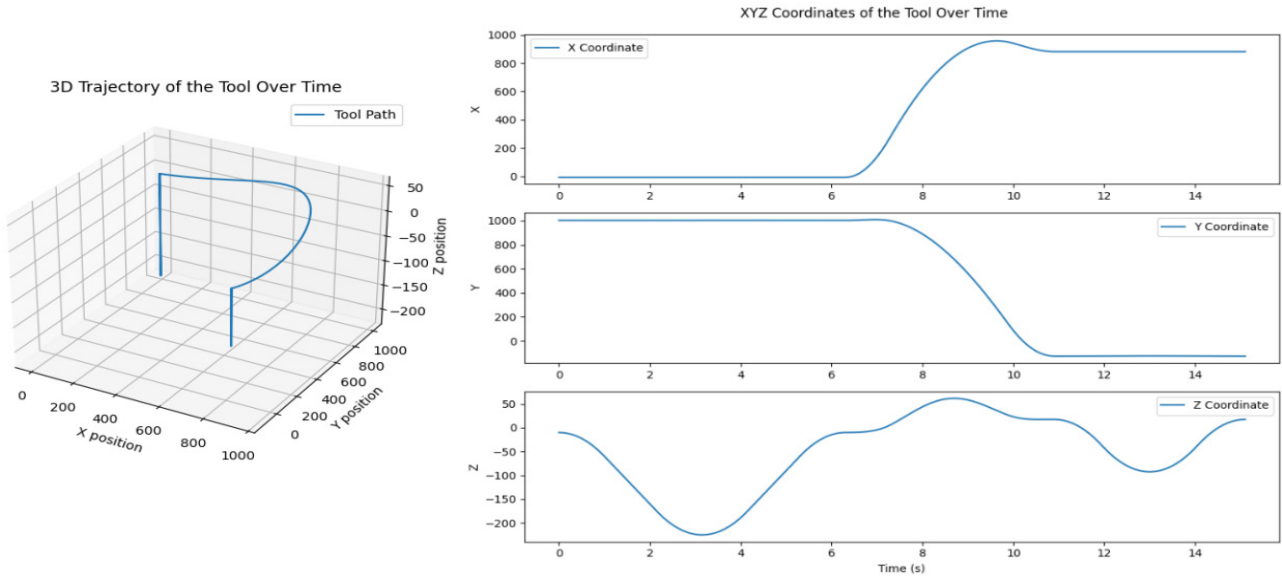 3D Trajectory of the Tool Over Time
Tool Path
50
0
−50
−100
−150
−200
Z position
0
200
400
600
800
1000
X position
0
200
400
600
800
1000
Y position
XYZ Coordinates of the Tool Over Time
X Coordinate
1000
800
600
400
200
0
X
0 2 4 6 8 10 12 14
Y Coordinate
1000
800
600
400
200
0
Y
0 2 4 6 8 10 12 14
Z Coordinate
50
0
−50
−100
−150
−200
Z
0 2 4 6 8 10 12 14
Time (s)